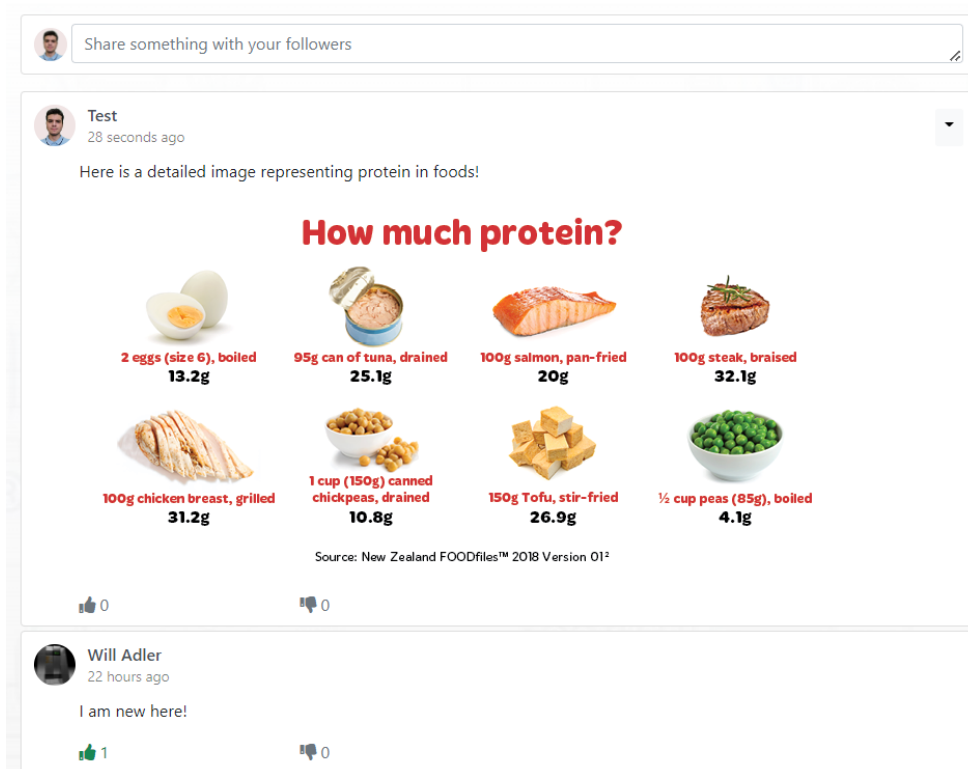 Share something with your followers
Test
28 seconds ago
Here is a detailed image representing protein in foods!
How much protein?
2 eggs (size 6), boiled
13.2g
95g can of tuna, drained
25.1g
100g salmon, pan-fried
20g
100g steak, braised
32.1g
100g chicken breast, grilled
31.2g
1 cup (150g) canned
chickpeas, drained
10.8g
150g Tofu, stir-fried
26.9g
½ cup peas (85g), boiled
4.1g
Source: New Zealand FOODfiles™ 2018 Version 01²
0
0
Will Adler
22 hours ago
I am new here!
1
0